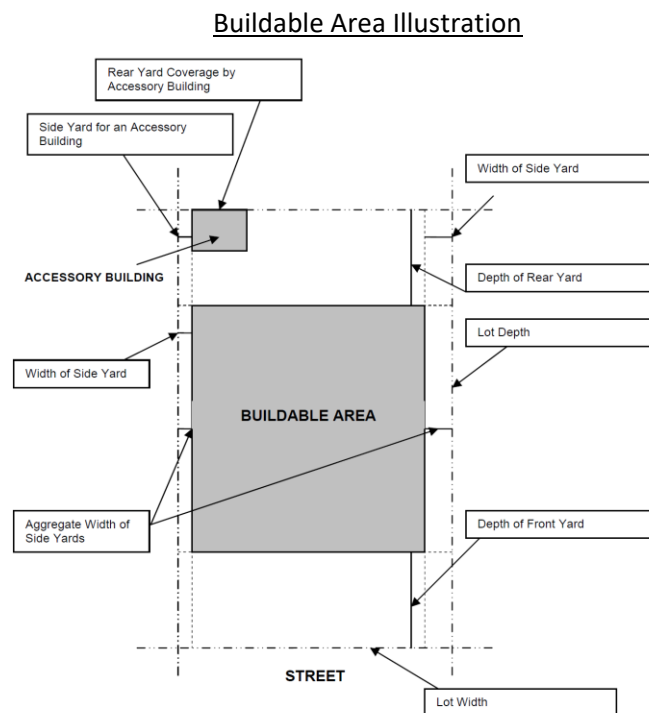 Buildable Area Illustration
Rear Yard Coverage by
Accessory Building
Side Yard for an Accessory
Building
Width of Side Yard
ACCESSORY BUILDING
Depth of Rear Yard
Lot Depth
Width of Side Yard
BUILDABLE AREA
Aggregate Width of
Side Yards
Depth of Front Yard
STREET
Lot Width